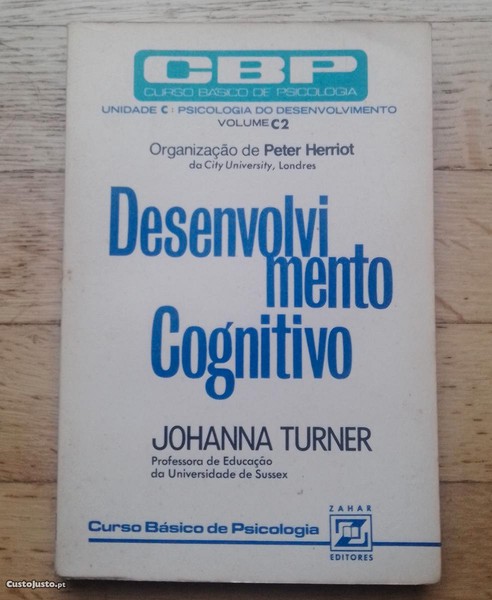 CBP
CURSO BÁSICO DE PSICOLOGIA
UNIDADE C: PSICOLOGIA DO DESENVOLVIMENTO
VOLUME C2
Organização de Peter Herriot
da City University, Londres
Desenvolvi
mento
Cognitivo
JOHANNA TURNER
Professora de Educação
da Universidade de Sussex
Curso Básico de Psicologia
ZAHAR
EDITORES
CustoJusto.pt